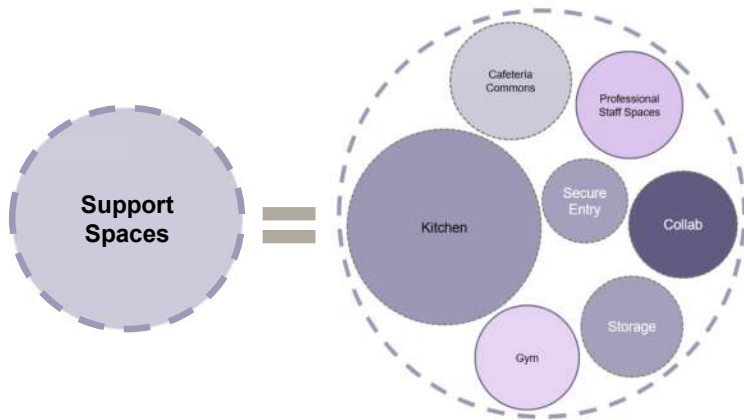 Support
Spaces
Cafeteria
Commons
Professional
Staff Spaces
Kitchen
Secure
Entry
Collab
Storage
Gym